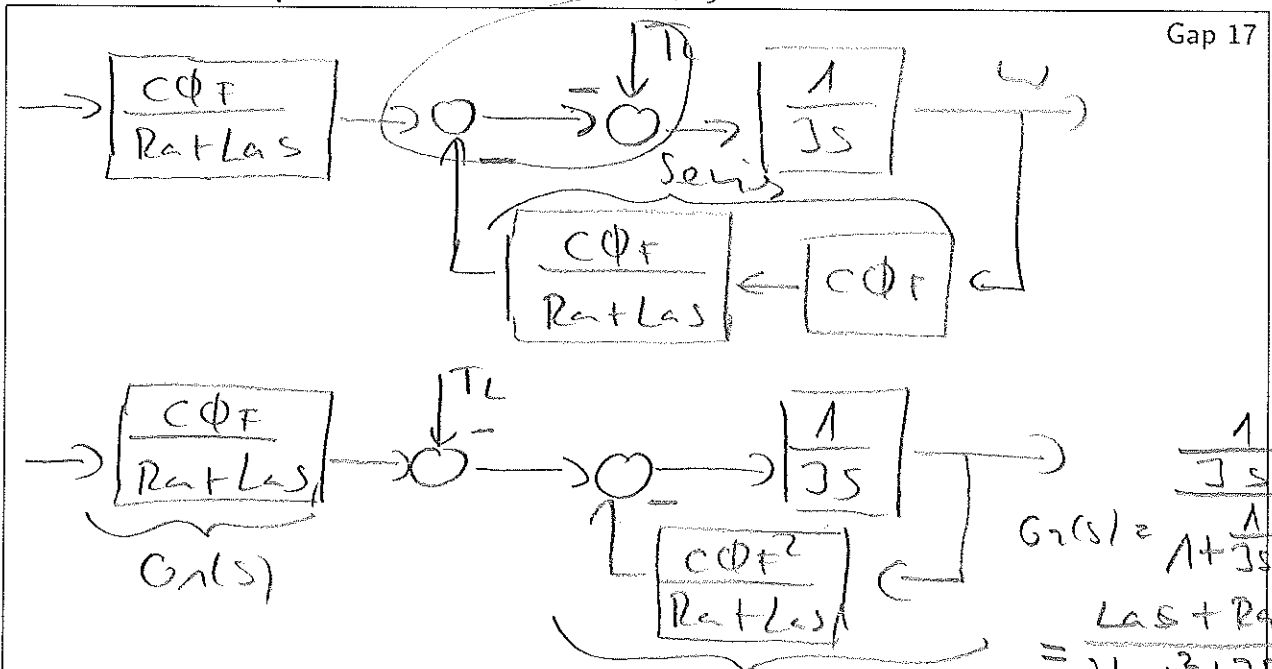 Gap 17
TL
CΦF / Ra+Las
− −
1 / Js
ω
Series
CΦF / Ra+Las
CΦF
TL
−
CΦF / Ra+Las
−
1 / Js
CΦF² / Ra+Las
G1(s)
G2(s) = 1/Js / 1+ 1/Js
= Las+Ra